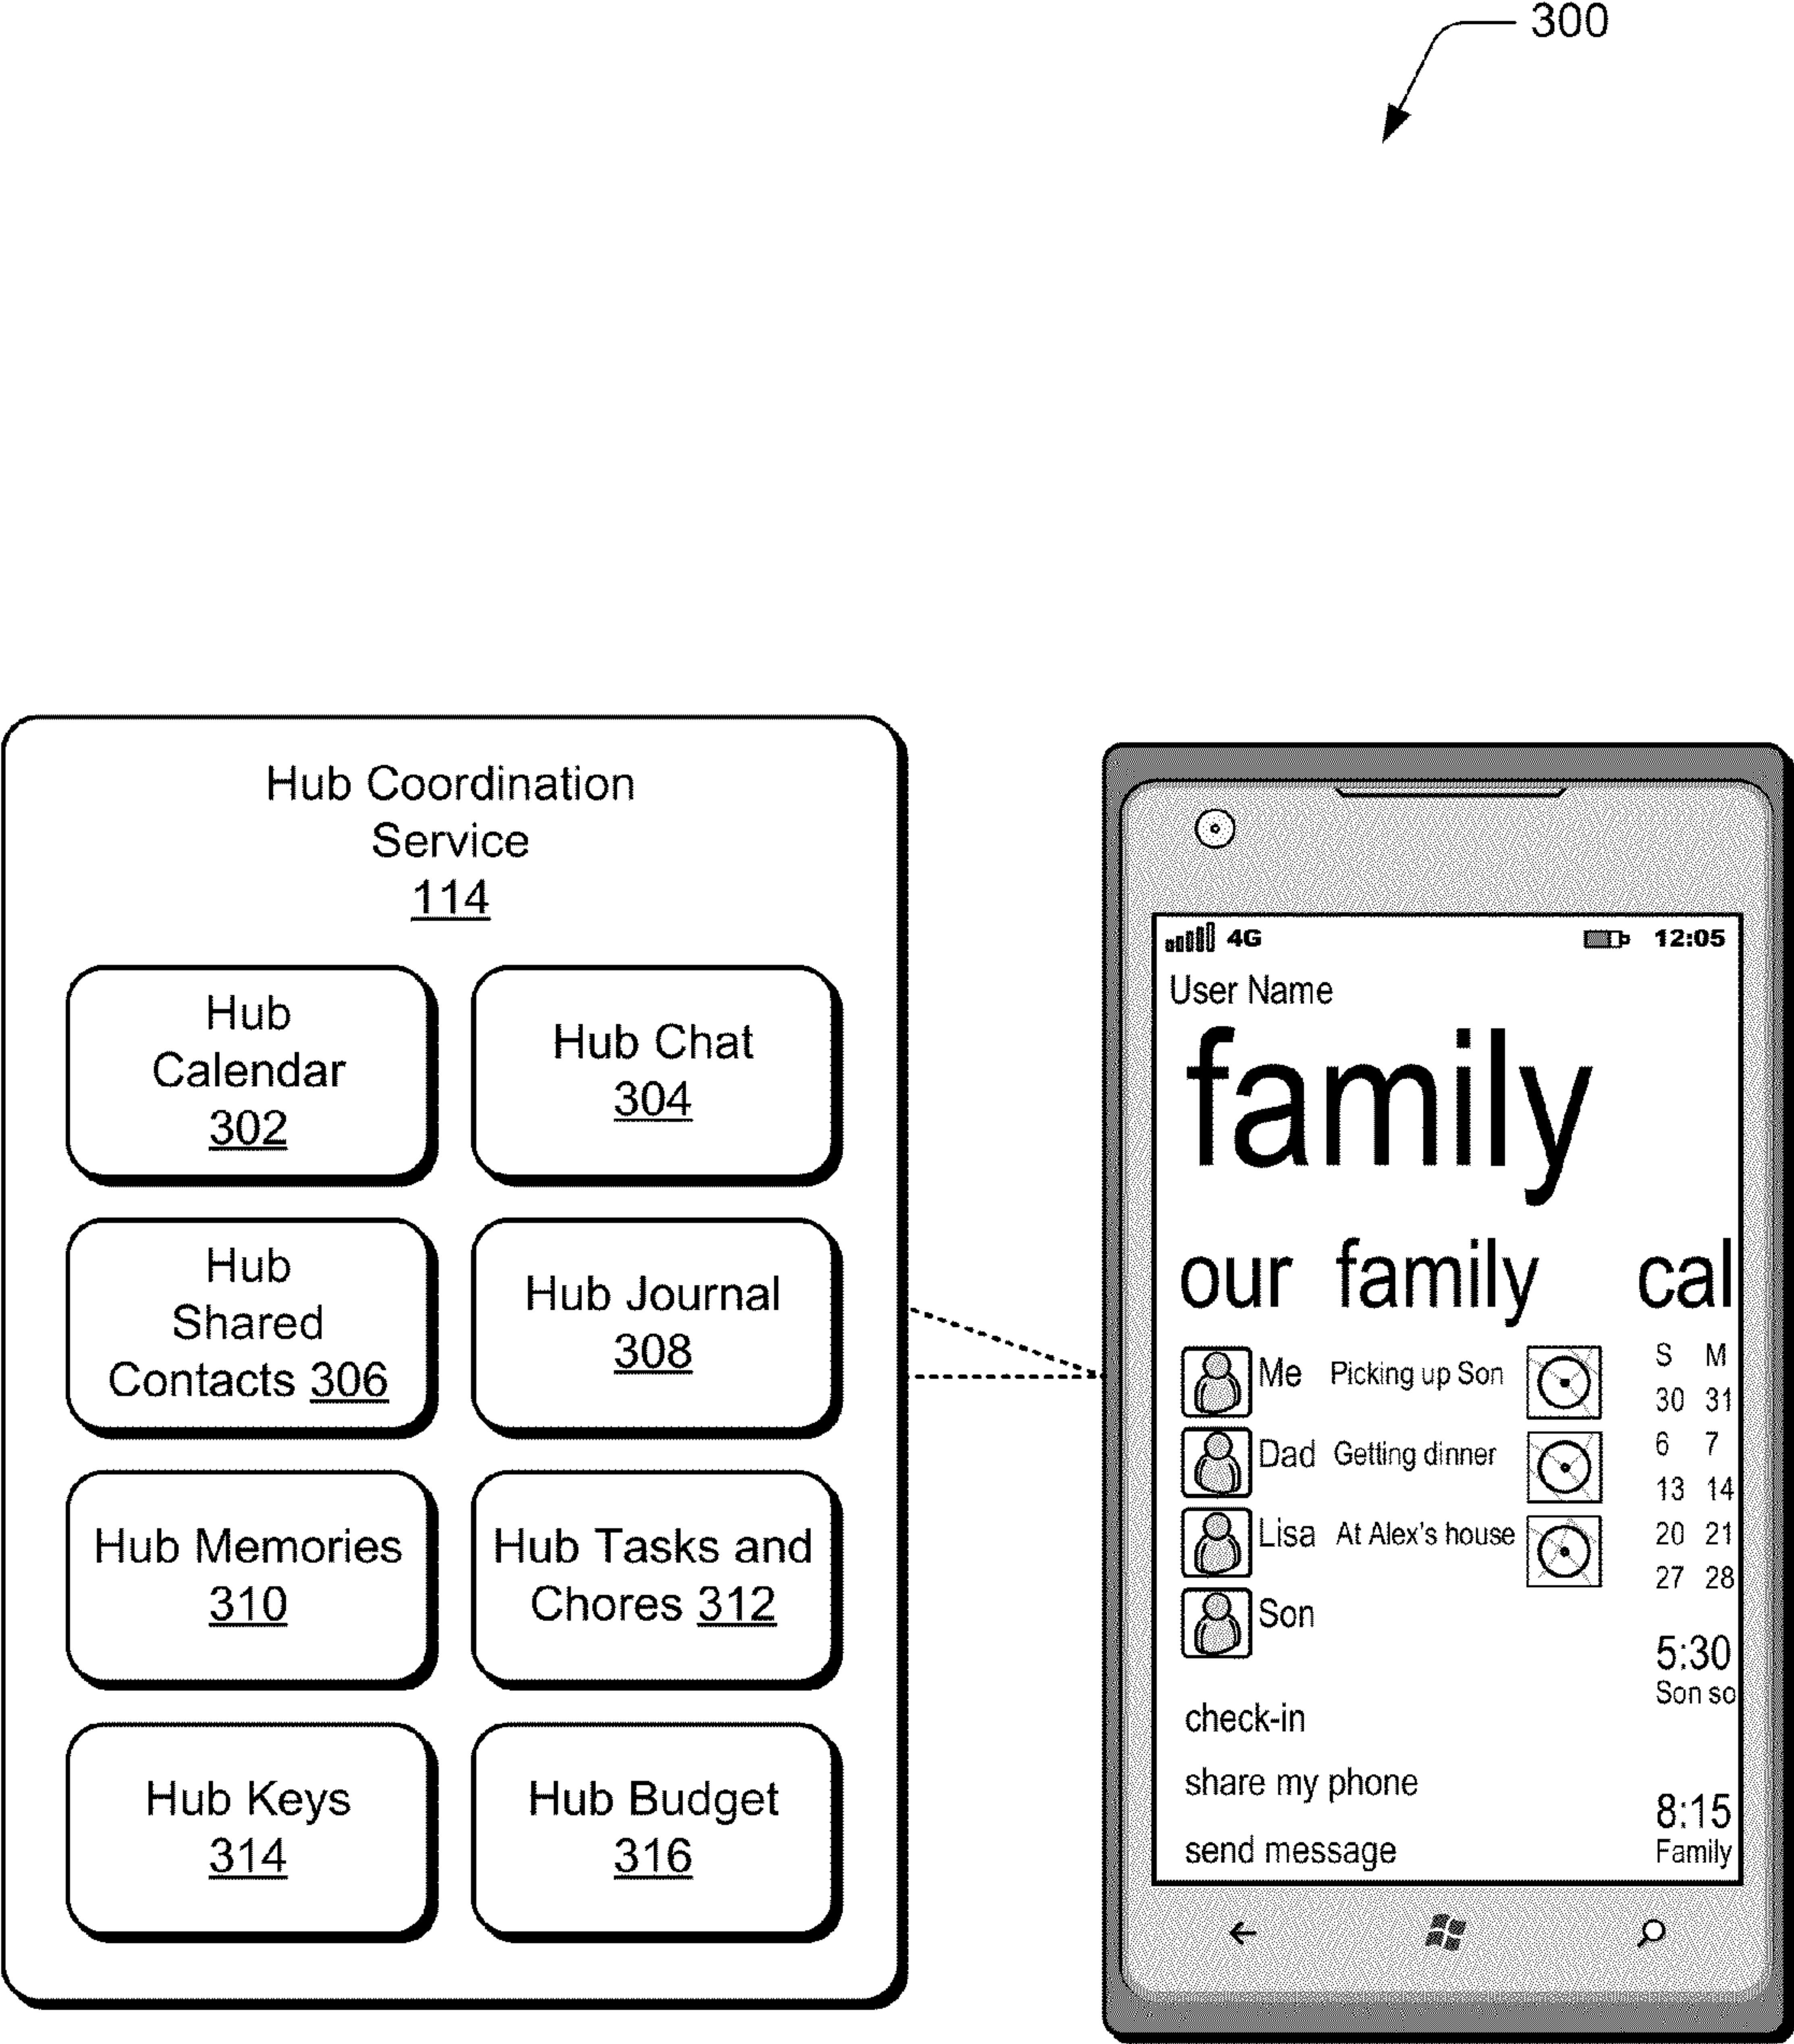 300
Hub Coordination
Service
114
Hub
Calendar
302
Hub Chat
304
Hub
Shared
Contacts 306
Hub Journal
308
Hub Memories
310
Hub Tasks and
Chores 312
Hub Keys
314
Hub Budget
316
4G 12:05
User Name
family
our family cal
Me Picking up Son
Dad Getting dinner
Lisa At Alex's house
Son
check-in
share my phone
send message
S M
30 31
6 7
13 14
20 21
27 28
5:30
Son so
8:15
Family